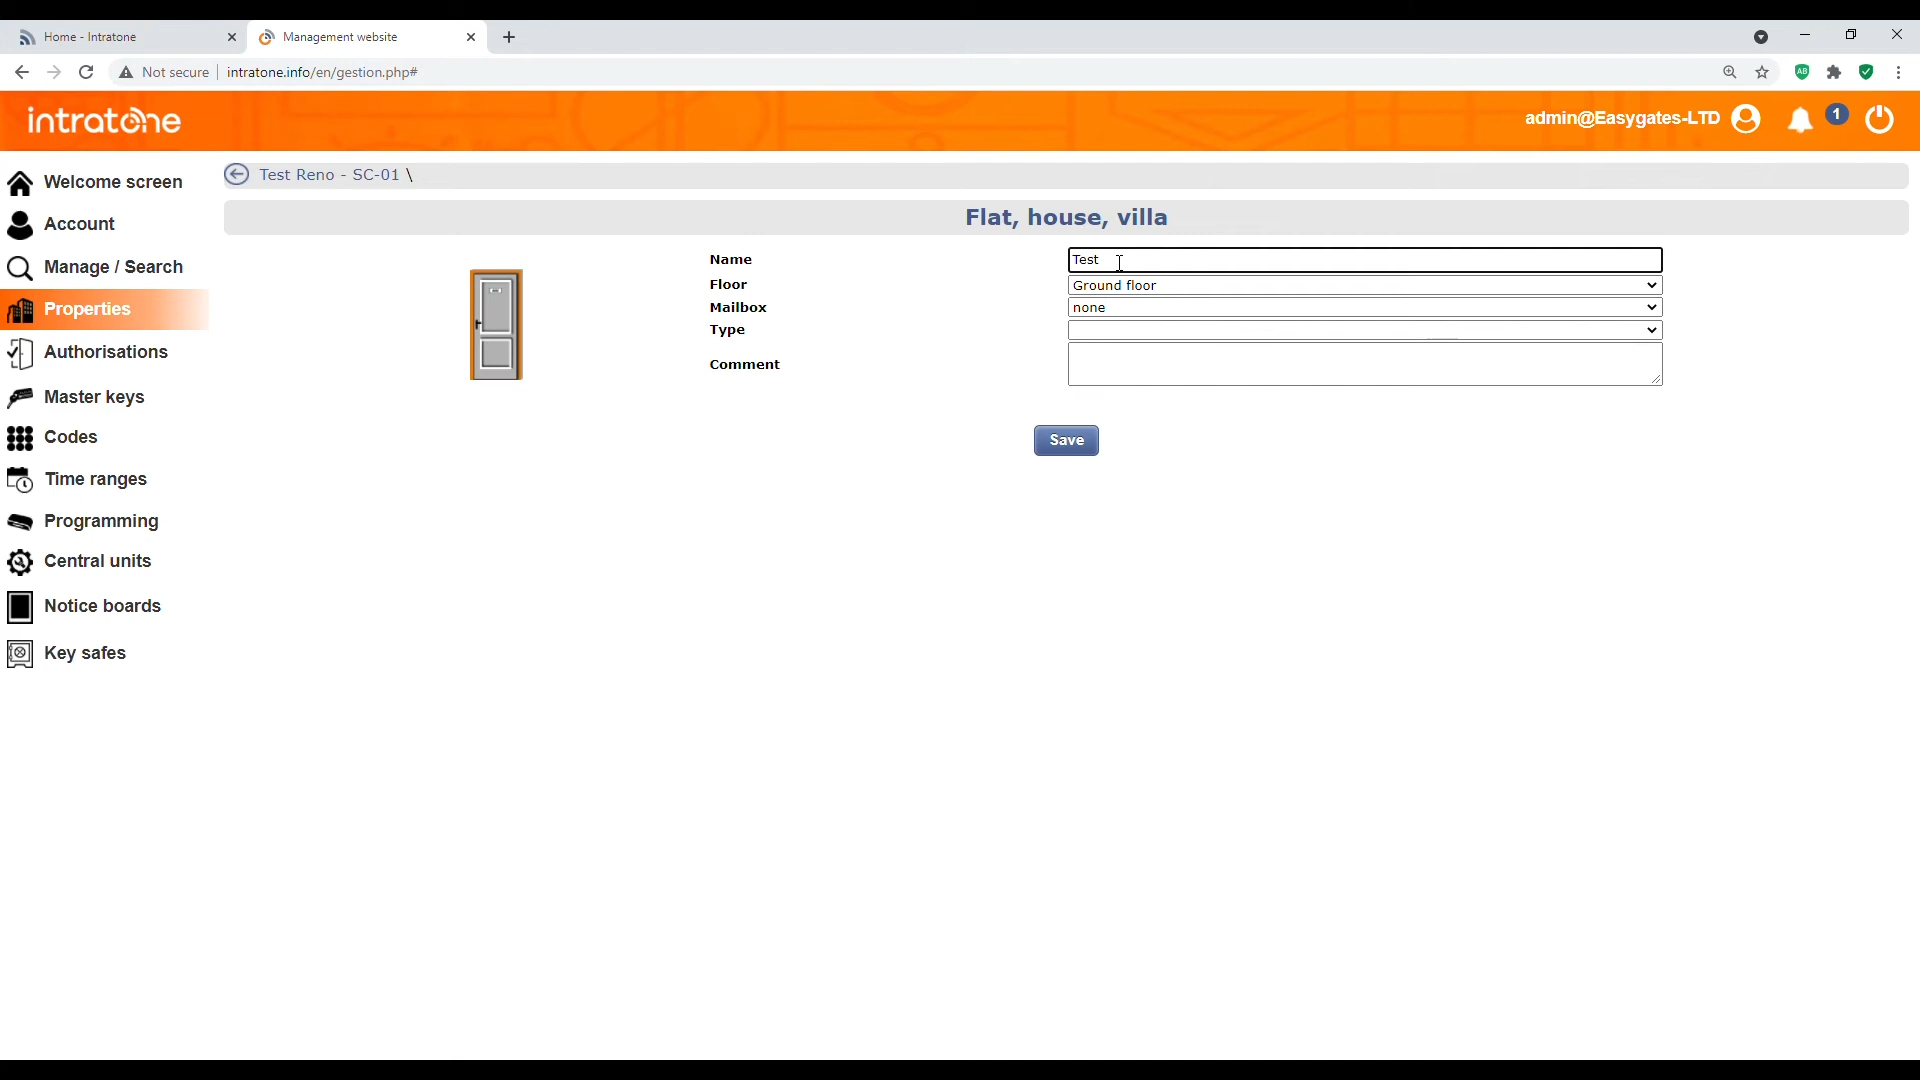 Home - Intratone
Management website
Not secure
intratone.info/en/gestion.php#
AB
intratone
admin@Easygates-LTD
1
Welcome screen
Account
Manage / Search
Properties
Authorisations
Master keys
Codes
Time ranges
Programming
Central units
Notice boards
Key safes
Test Reno - SC-01 \
Flat, house, villa
Name
Test
Floor
Ground floor
Mailbox
none
Type
Comment
Save